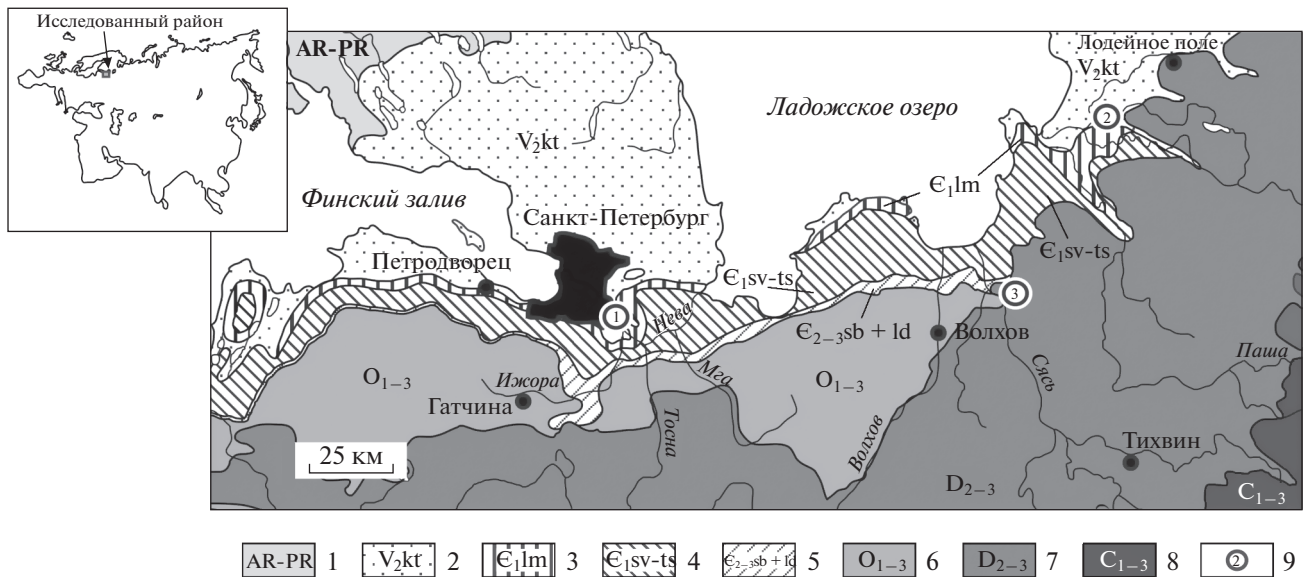 Исследованный район
AR-PR
Лодейное поле
V₂kt
Ладожское озеро
2
V₂kt
Є₁lm
Финский залив
Санкт-Петербург
Петродворец
Є₁sv-ts
Є₁sv-ts
3
1
Нева
Є₂₋₃sb + ld
Волхов
Паша
O₁₋₃
Ижора
Мга
O₁₋₃
Сясь
Гатчина
Тосна
Волхов
Тихвин
25 км
D₂₋₃
C₁₋₃
AR-PR 1 V₂kt 2 Є₁lm 3 Є₁sv-ts 4 Є₂₋₃sb + ld 5 O₁₋₃ 6 D₂₋₃ 7 C₁₋₃ 8 2 9